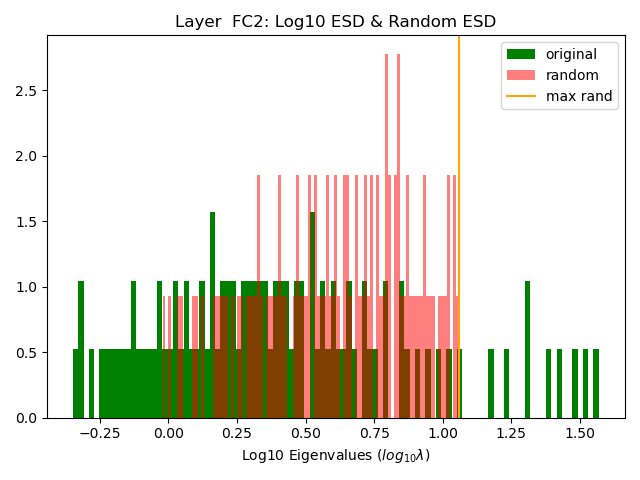 Layer  FC2: Log10 ESD & Random ESD
original
random
max rand
2.5
2.0
1.5
1.0
0.5
0.0
−0.25 0.00 0.25 0.50 0.75 1.00 1.25 1.50
Log10 Eigenvalues (log₁₀λ)